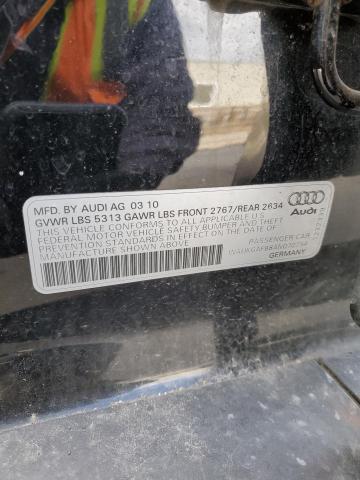 MFD. BY AUDI AG 03 10
GVWR LBS 5313 GAWR LBS FRONT 2767/REAR 2634
THIS VEHICLE CONFORMS TO ALL APPLICABLE U.S.
FEDERAL MOTOR VEHICLE SAFETY BUMPER AND THEFT
PREVENTION STANDARDS IN EFFECT ON THE DATE OF
MANUFACTURE SHOWN ABOVE
Audi
PASSENGER CAR
GERMANY